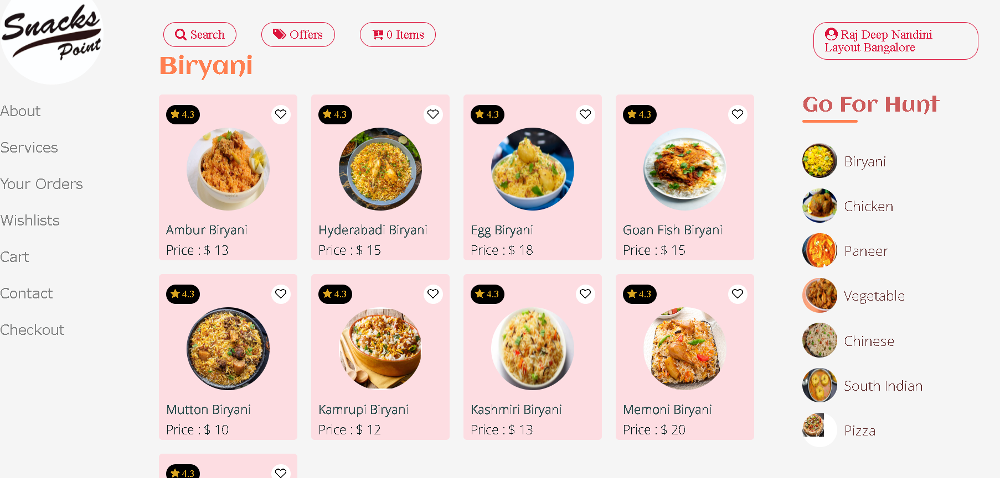 Snacks
Point
Search
Offers
0 Items
Raj Deep Nandini
Layout Bangalore
About
Services
Your Orders
Wishlists
Cart
Contact
Checkout
Biryani
4.3
Ambur Biryani
Price : $ 13
4.3
Hyderabadi Biryani
Price : $ 15
4.3
Egg Biryani
Price : $ 18
4.3
Goan Fish Biryani
Price : $ 15
4.3
Mutton Biryani
Price : $ 10
4.3
Kamrupi Biryani
Price : $ 12
4.3
Kashmiri Biryani
Price : $ 13
4.3
Memoni Biryani
Price : $ 20
4.3
Go For Hunt
Biryani
Chicken
Paneer
Vegetable
Chinese
South Indian
Pizza